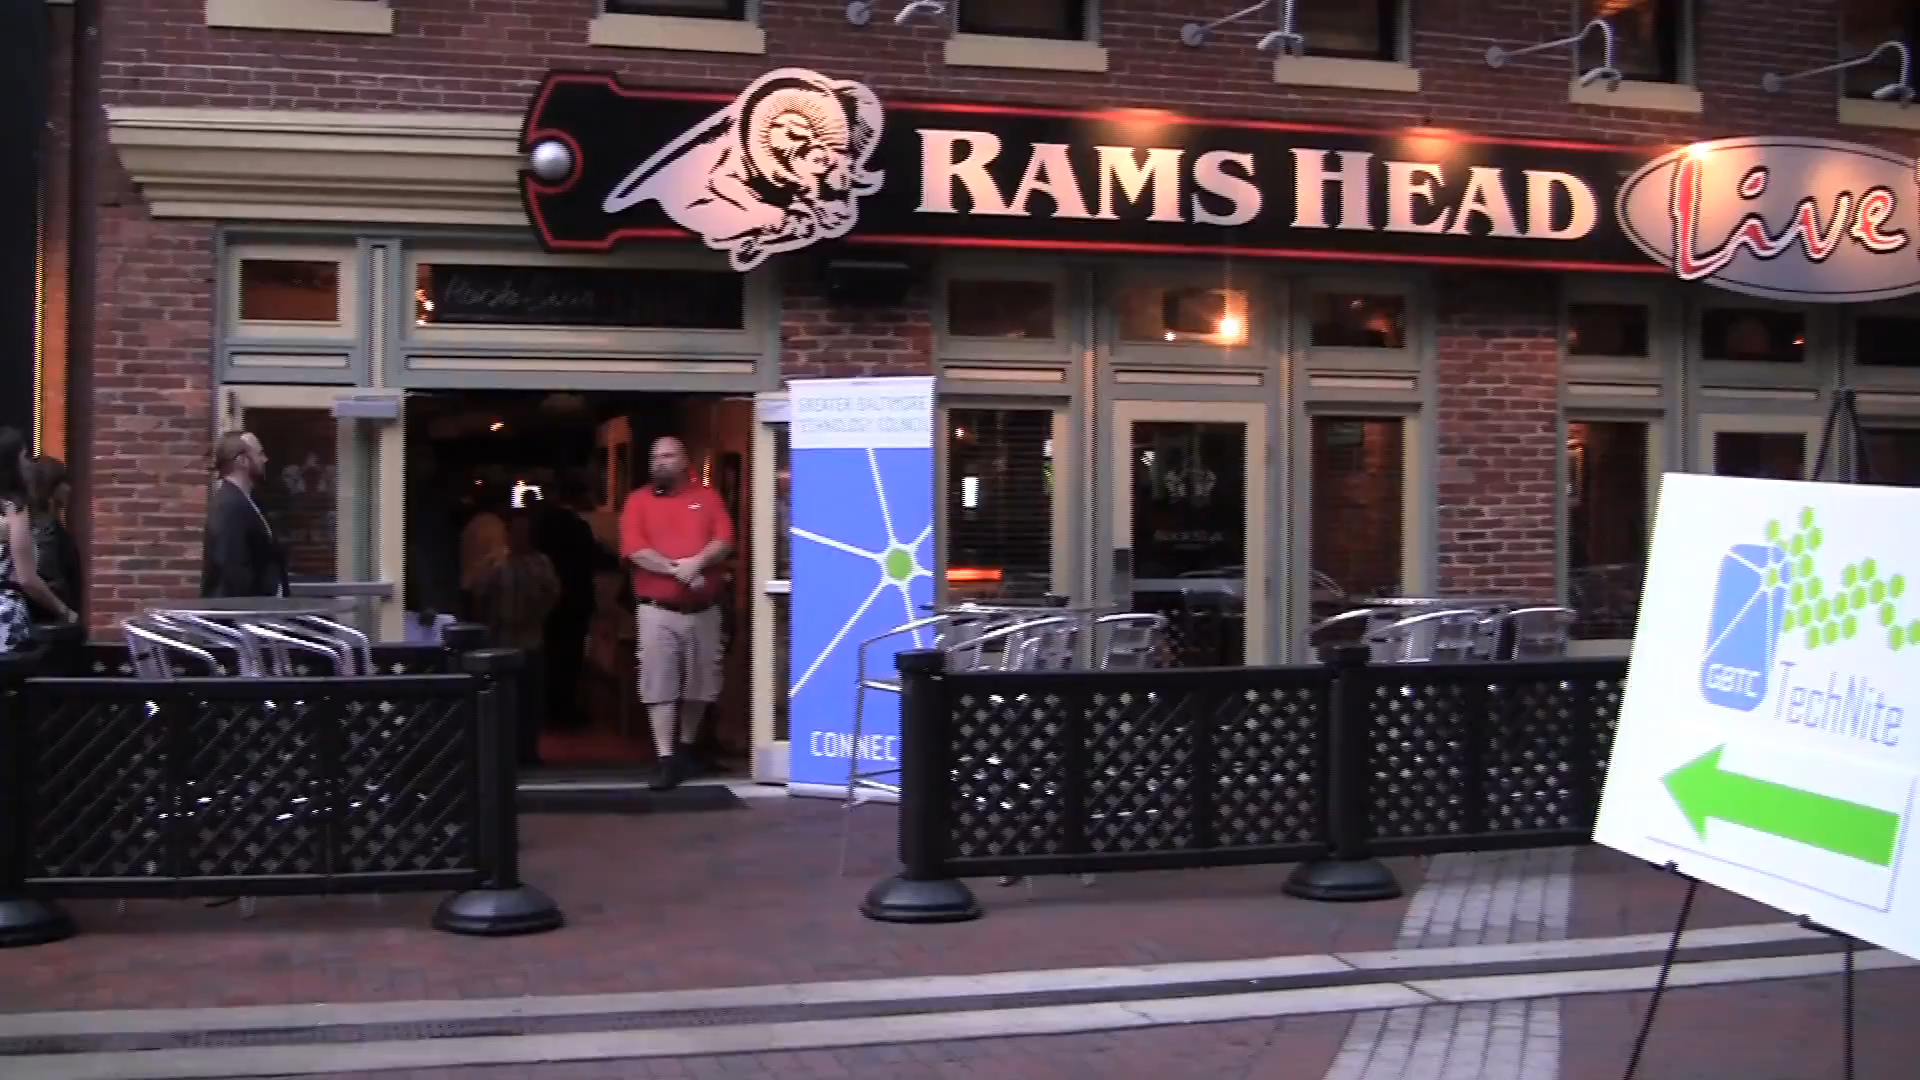 RAMS HEAD
Live
GREATER BALTIMORE
TECHNOLOGY COUNCIL
CONNEC
GBTC
TechNite